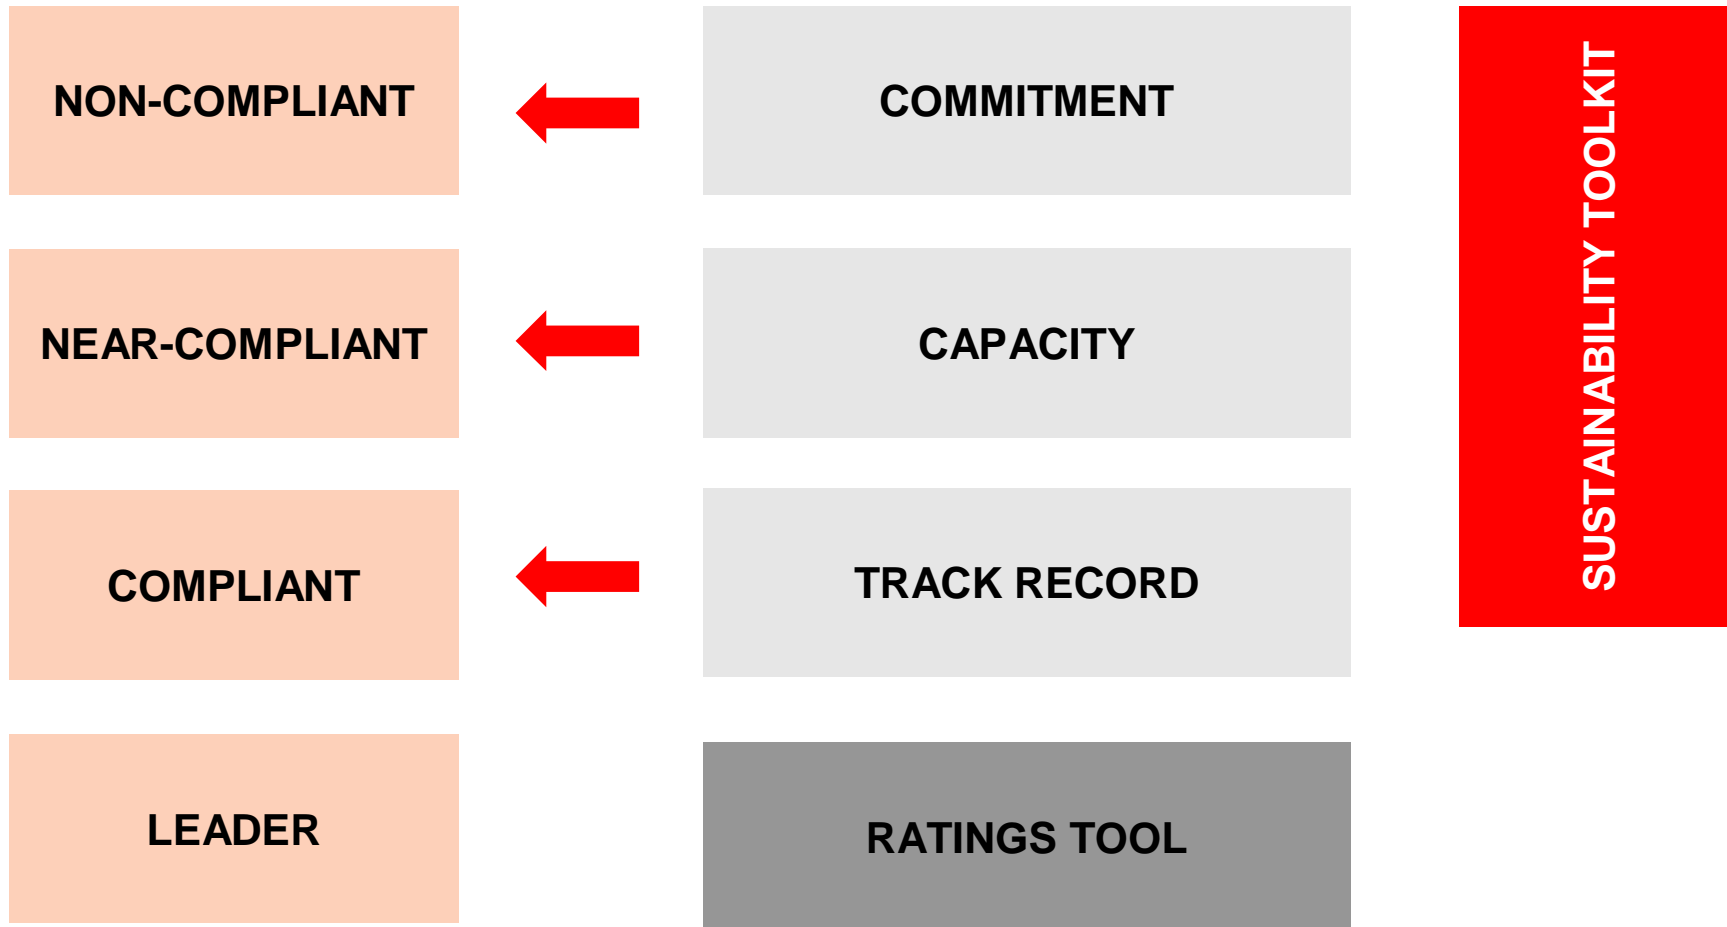 NON-COMPLIANT
COMMITMENT
NEAR-COMPLIANT
CAPACITY
COMPLIANT
TRACK RECORD
LEADER
RATINGS TOOL
SUSTAINABILITY TOOLKIT